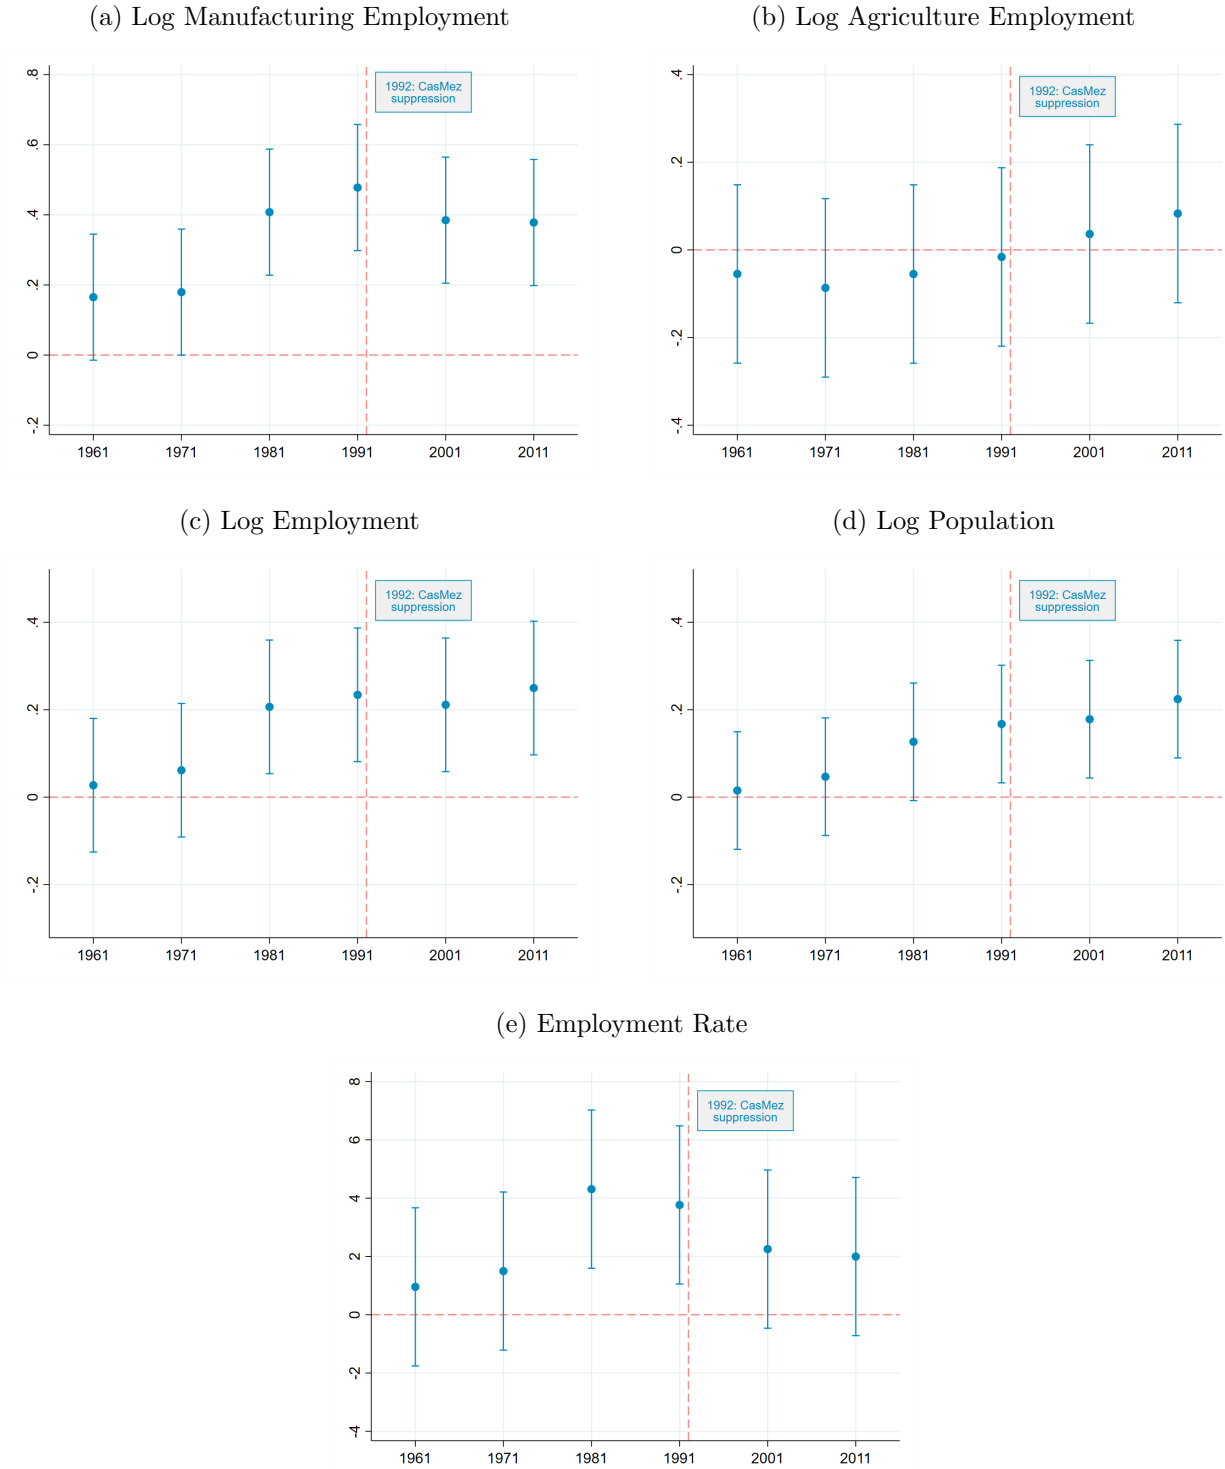 (a) Log Manufacturing Employment
.8
.6
.4
.2
0
-.2
1992: CasMez
suppression
1961 1971 1981 1991 2001 2011
(b) Log Agriculture Employment
.4
.2
0
-.2
-.4
1992: CasMez
suppression
1961 1971 1981 1991 2001 2011
(c) Log Employment
.4
.2
0
-.2
1992: CasMez
suppression
1961 1971 1981 1991 2001 2011
(d) Log Population
.4
.2
0
-.2
1992: CasMez
suppression
1961 1971 1981 1991 2001 2011
(e) Employment Rate
8
6
4
2
0
-2
-4
1992: CasMez
suppression
1961 1971 1981 1991 2001 2011